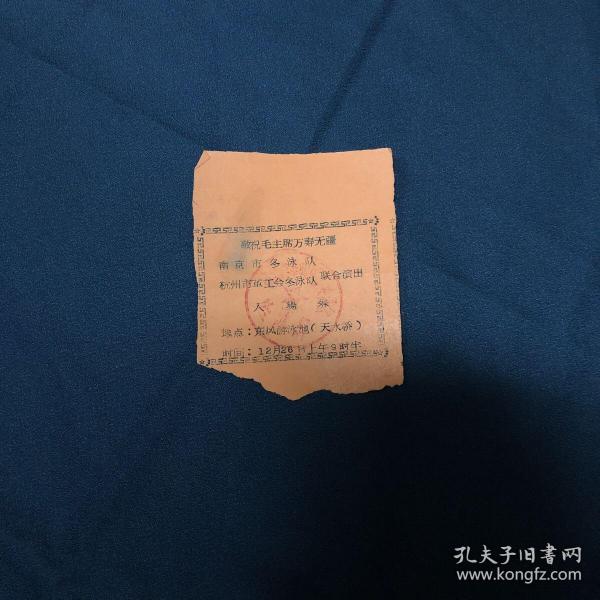 敬祝毛主席万寿无疆
南京市冬泳队
杭州市革工会冬泳队 联合演出
入场券
地点：东风游泳池（天水桥）
时间：12月26日上午9时半
孔夫子旧书网
www.kongfz.com